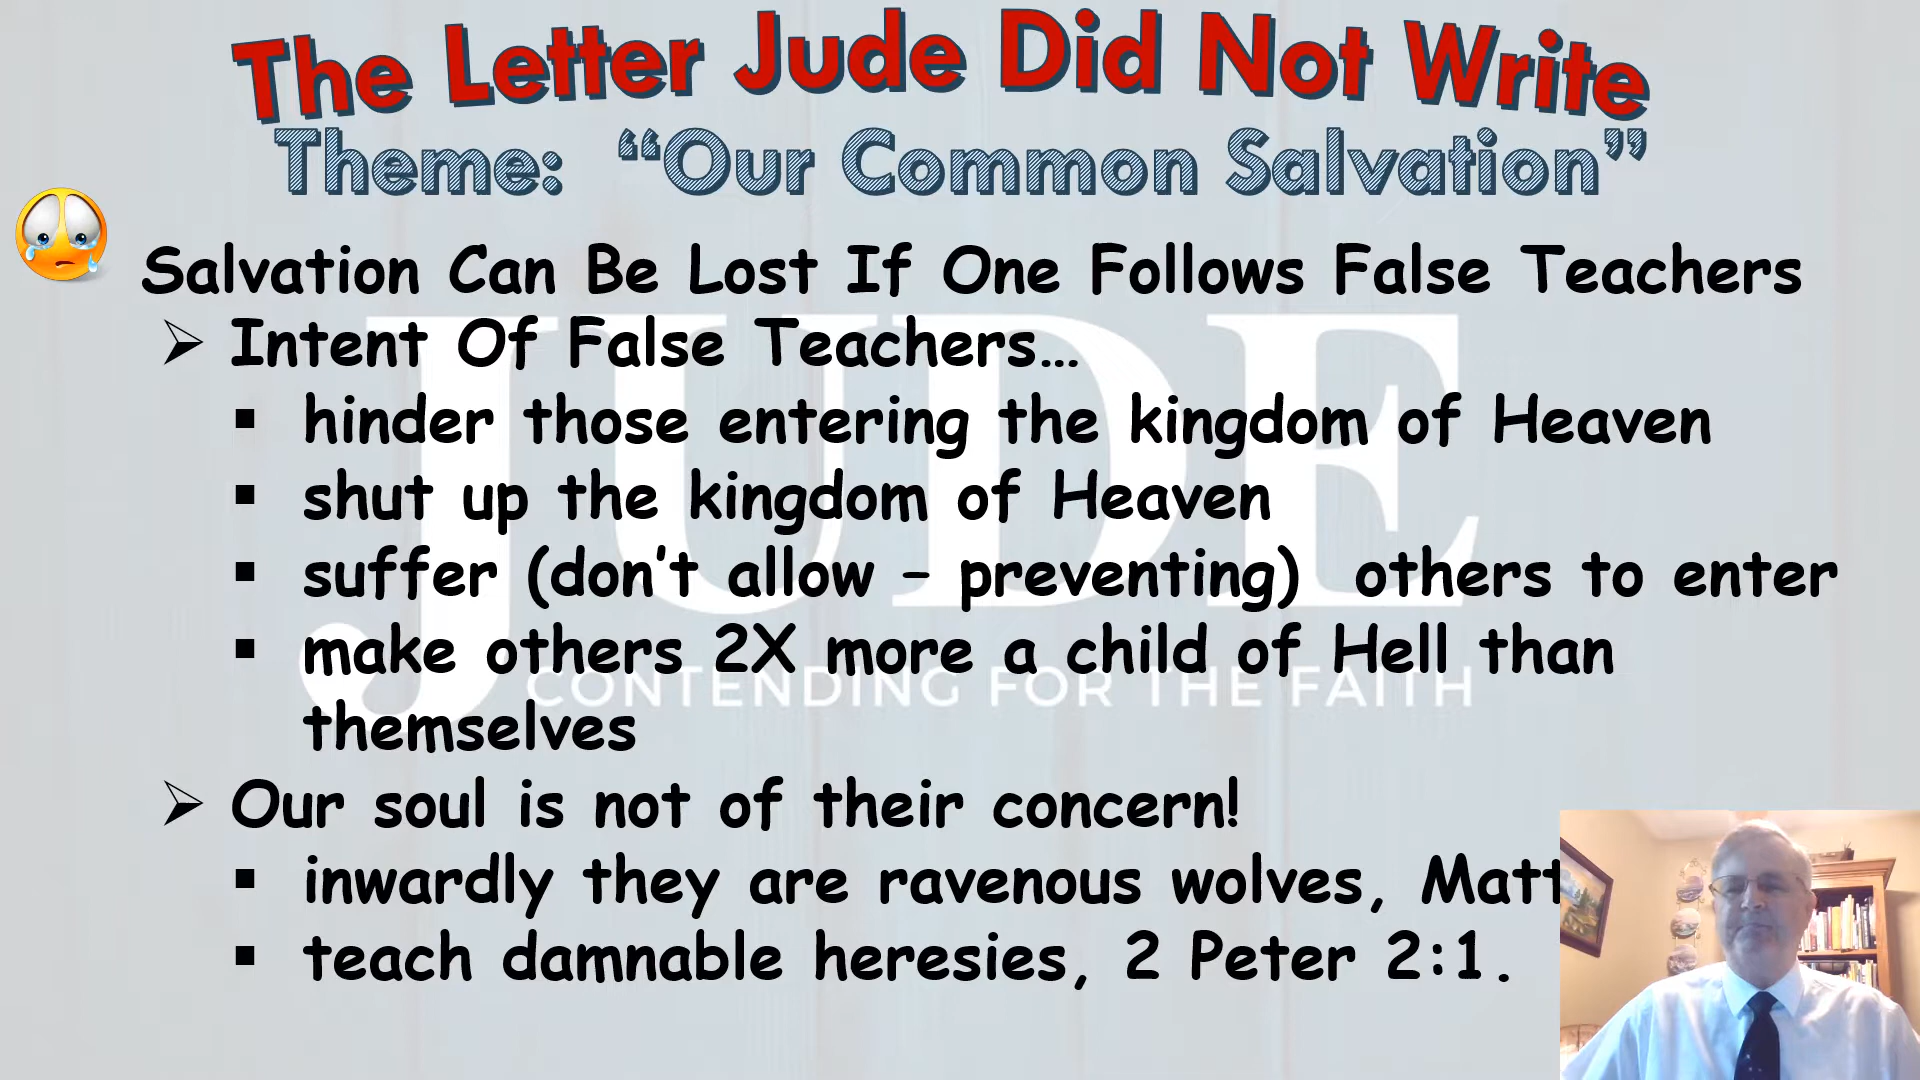 The Letter Jude Did Not Write
Theme: “Our Common Salvation”
Salvation Can Be Lost If One Follows False Teachers
➢ Intent Of False Teachers…
▪ hinder those entering the kingdom of Heaven
▪ shut up the kingdom of Heaven
▪ suffer (don’t allow – preventing) others to enter
▪ make others 2X more a child of Hell than
themselves
➢ Our soul is not of their concern!
▪ inwardly they are ravenous wolves, Matt
▪ teach damnable heresies, 2 Peter 2:1.
JUDE
CONTENDING FOR THE FAITH